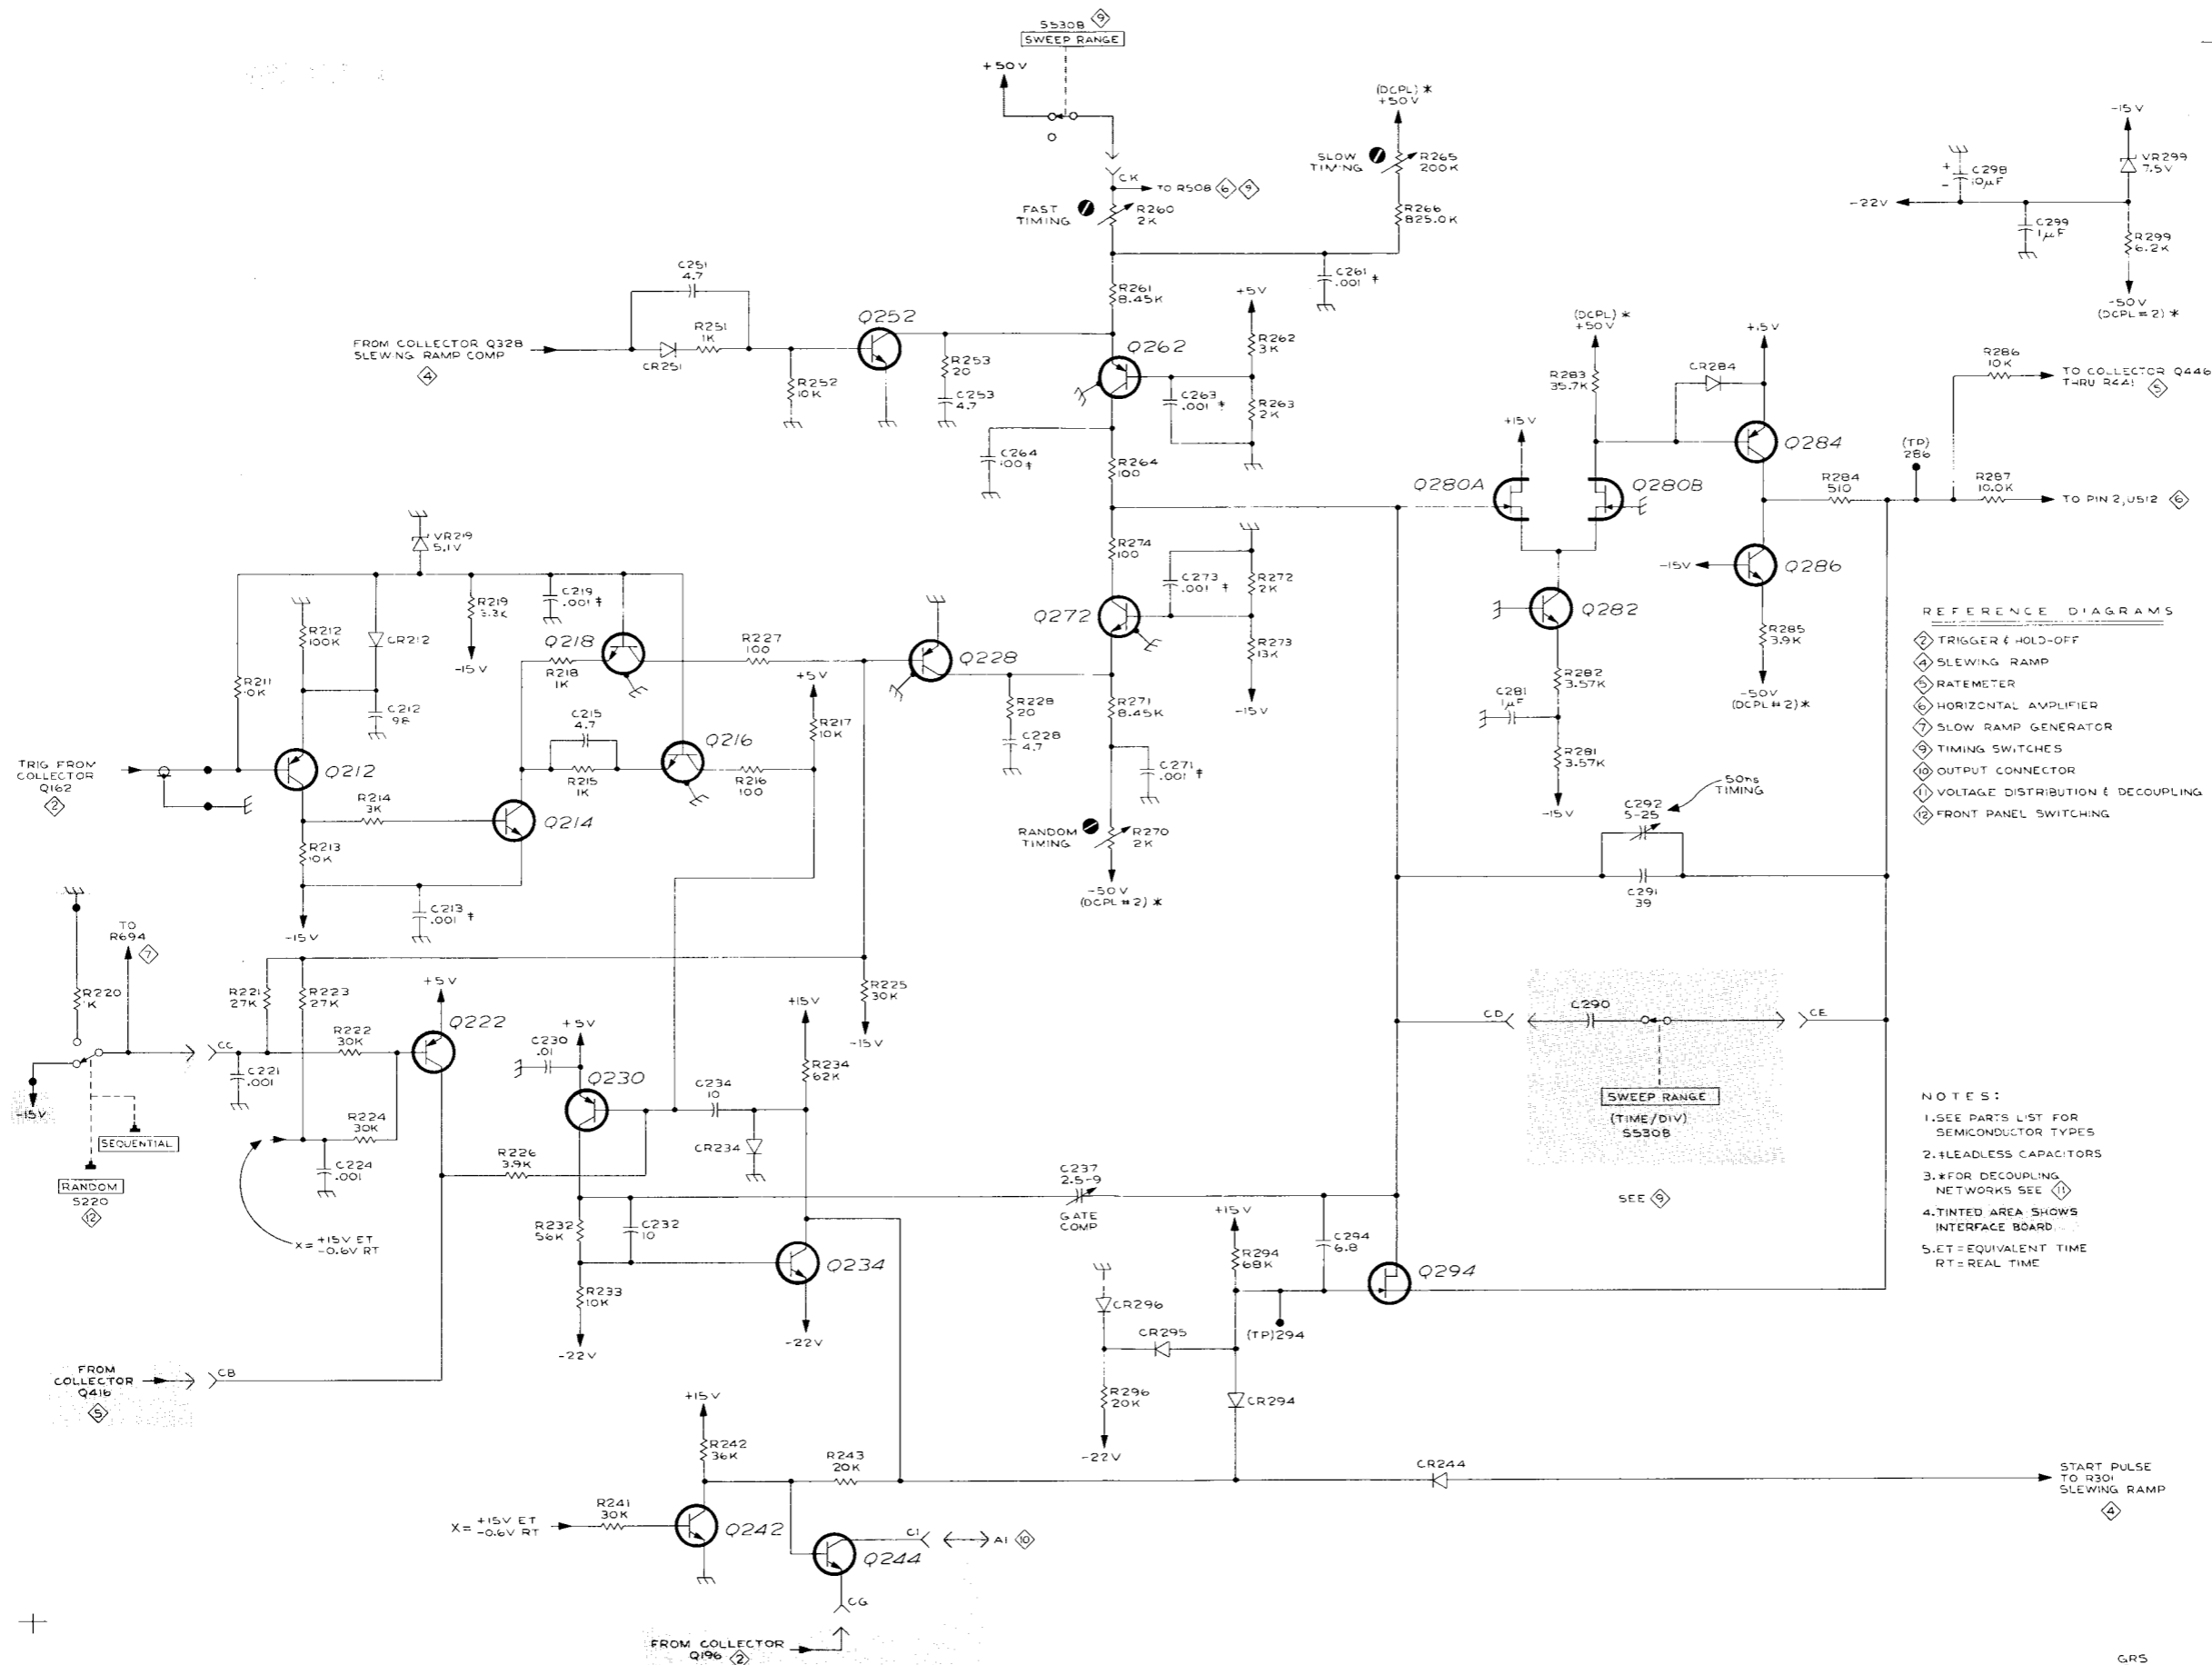 S530B 9
SWEEP RANGE
+50V
(DCPL)*
+50V
SLOW
TIMING
R265
200K
CK
TO R508 6 9
FAST
TIMING
R260
2K
R266
825.0K
-15V
VR299
7.5V
C298
10µF
+
-
-22V
C299
1µF
R299
6.2K
-50V
(DCPL#2)*
C251
4.7
FROM COLLECTOR Q328
SLEWING RAMP COMP
4
R251
1K
CR251
Q252
R252
10K
R253
20
C253
4.7
R261
8.45K
C261
.001 ‡
+5V
R262
3K
Q262
C263
.001 ‡
R263
2K
C264
100‡
R264
100
(DCPL)*
+50V
R283
35.7K
CR284
+.5V
R286
10K
TO COLLECTOR Q446
THRU R441 5
+15V
Q284
(TP)
286
Q280A
Q280B
R284
510
R287
10.0K
TO PIN 2, U512 6
VR219
5.1V
R274
100
C273
.001 ‡
R272
2K
-15V
Q286
R219
3.3K
C219
.001‡
R212
100K
CR212
Q218
R227
100
Q272
Q282
R285
3.9K
-15V
R218
1K
Q228
R273
13K
R211
10K
C212
98
+5V
R282
3.57K
C281
1µF
-50V
(DCPL#2)*
C215
4.7
R217
10K
R228
20
R271
8.45K
-15V
Q216
C228
4.7
R281
3.57K
TRIG FROM
COLLECTOR
Q162
2
Q212
R215
1K
R216
100
C271
.001 ‡
50ns
TIMING
C292
5-25
R214
3K
Q214
-15V
RANDOM
TIMING
R270
2K
R213
10K
C291
39
-50V
(DCPL#2)*
C213
.001 ‡
-15V
REFERENCE DIAGRAMS
2 TRIGGER & HOLD-OFF
4 SLEWING RAMP
5 RATEMETER
6 HORIZONTAL AMPLIFIER
7 SLOW RAMP GENERATOR
9 TIMING SWITCHES
10 OUTPUT CONNECTOR
11 VOLTAGE DISTRIBUTION & DECOUPLING
12 FRONT PANEL SWITCHING
TO
R694
7
R220
1K
R221
27K
R223
27K
+5V
R225
30K
R222
30K
Q222
+5V
C230
.01
+15V
-15V
CC
C221
.001
Q230
C234
10
R234
62K
CD
C290
CE
-15V
R224
30K
SEQUENTIAL
C224
.001
CR234
R226
3.9K
RANDOM
S220
12
X= +15V ET
-0.6V RT
SWEEP RANGE
(TIME/DIV)
S530B
SEE 9
C237
2.5-9
GATE
COMP
R232
56K
C232
10
+15V
C294
6.8
R294
68K
Q234
Q294
R233
10K
CR296
CR295
(TP)294
-22V
-22V
NOTES:
1.SEE PARTS LIST FOR
SEMICONDUCTOR TYPES
2.‡LEADLESS CAPACITORS
3.*FOR DECOUPLING
NETWORKS SEE 11
4.TINTED AREA SHOWS
INTERFACE BOARD.
5.ET=EQUIVALENT TIME
RT=REAL TIME
FROM
COLLECTOR
Q416
5
CB
+15V
R296
20K
CR294
R242
36K
R243
20K
-22V
CR244
START PULSE
TO R301
SLEWING RAMP
4
X= +15V ET
-0.6V RT
R241
30K
Q242
CI
A1 10
Q244
CG
FROM COLLECTOR
Q196 2
GRS